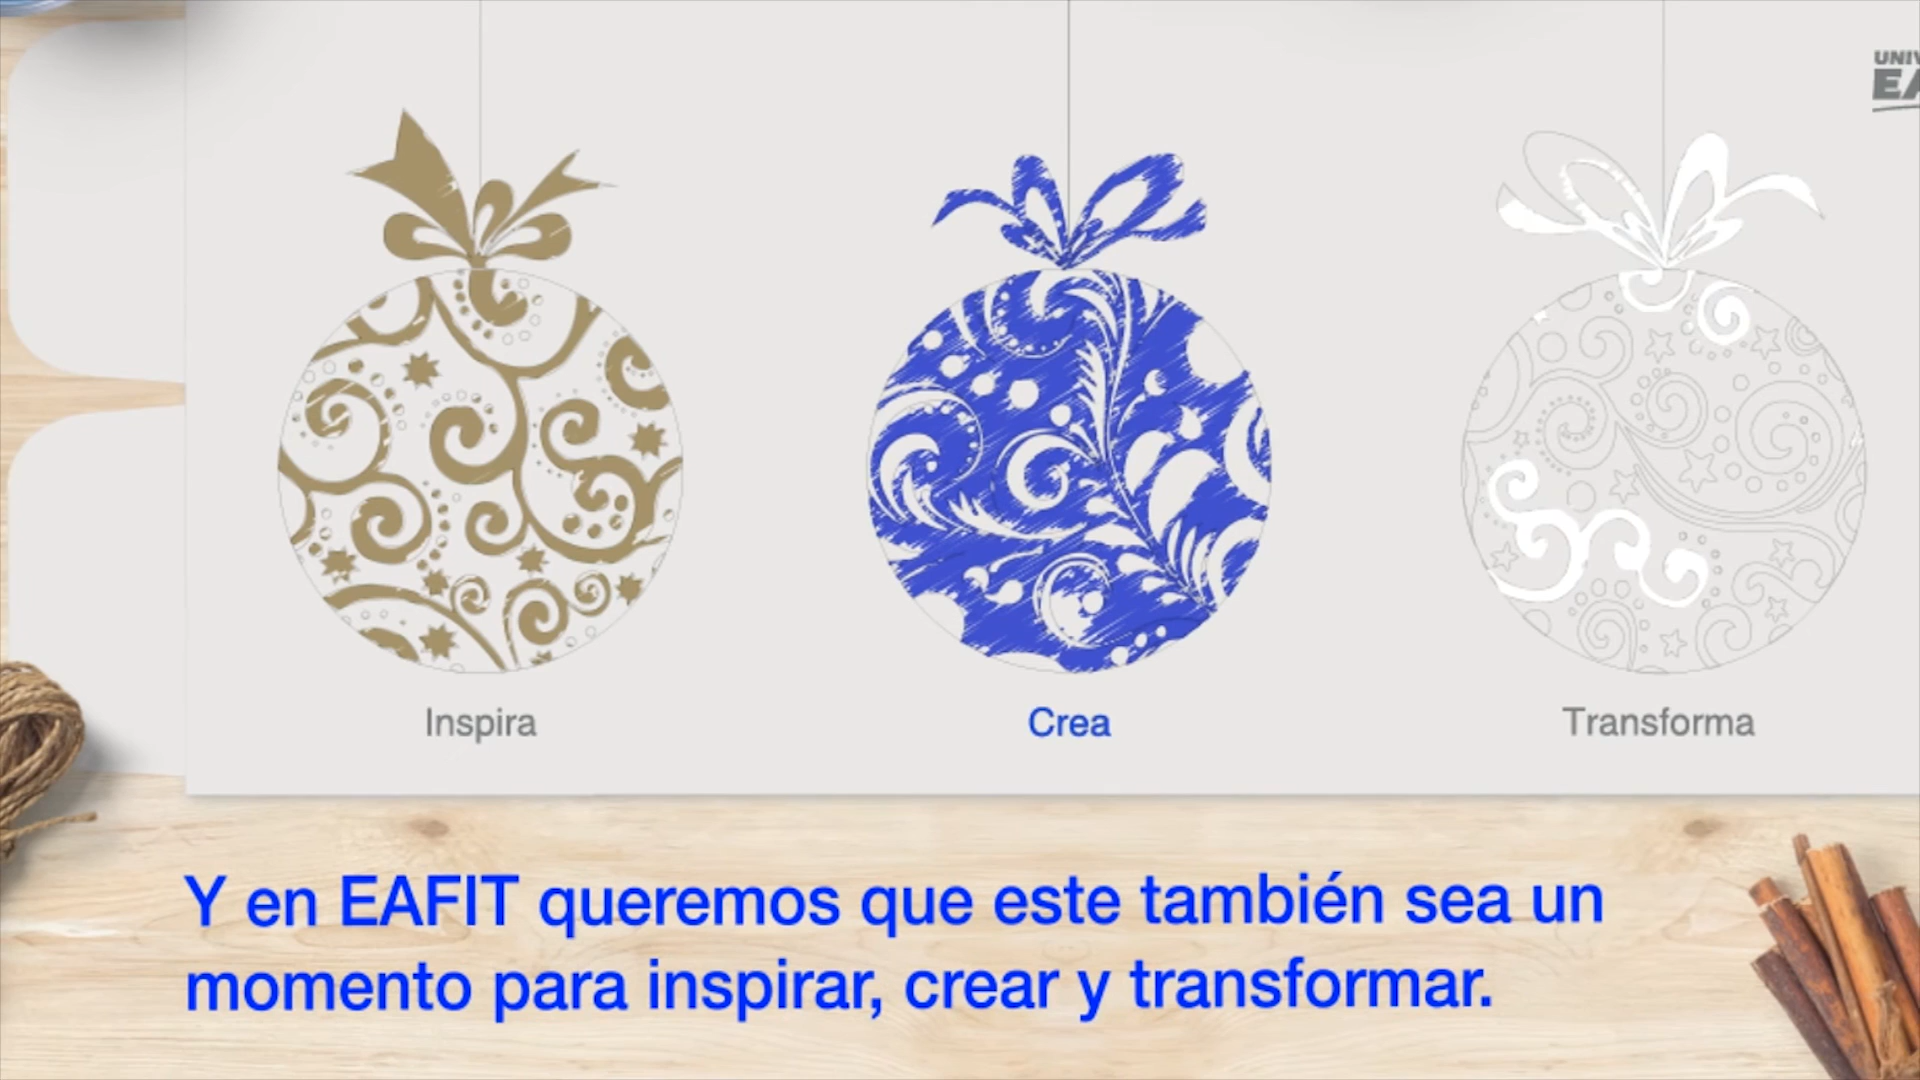 Inspira
Crea
Transforma
Y en EAFIT queremos que este también sea un
momento para inspirar, crear y transformar.